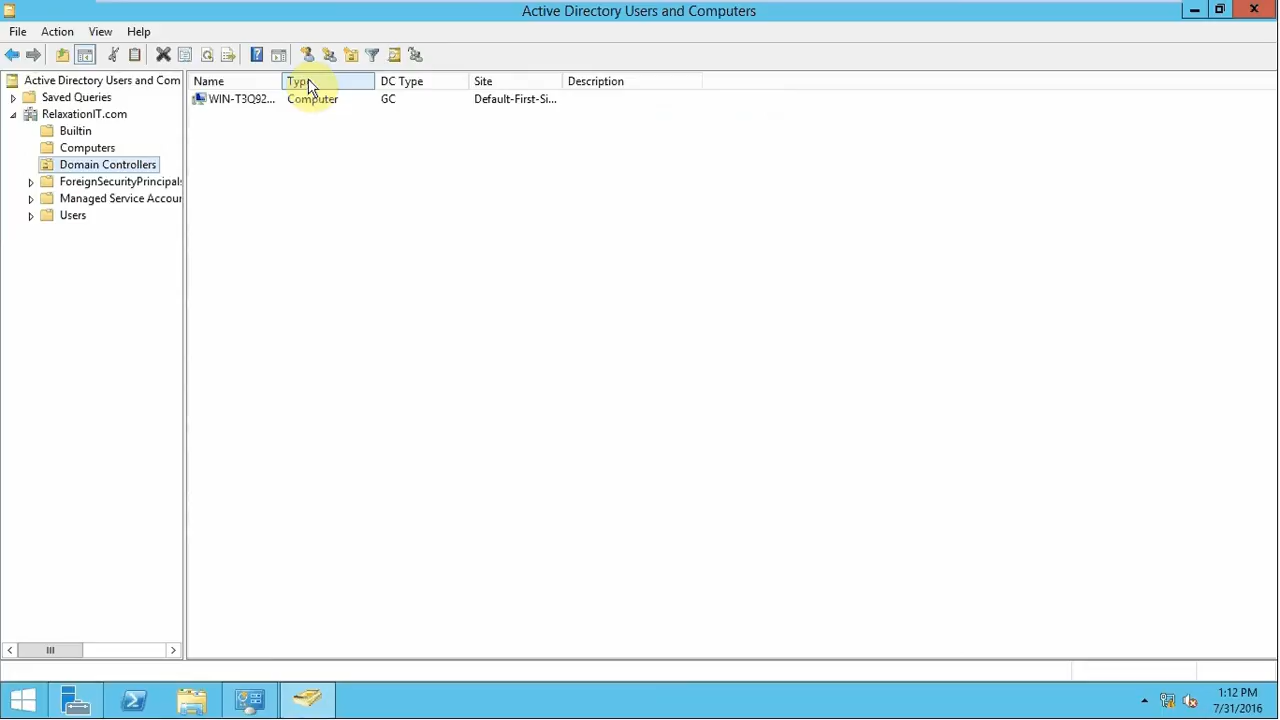 Active Directory Users and Computers
File Action View Help
Active Directory Users and Com
Name Type DC Type Site Description
Saved Queries
WIN-T3Q92... Computer GC Default-First-Si...
RelaxationIT.com
Builtin
Computers
Domain Controllers
ForeignSecurityPrincipals
Managed Service Accour
Users
1:12 PM
7/31/2016